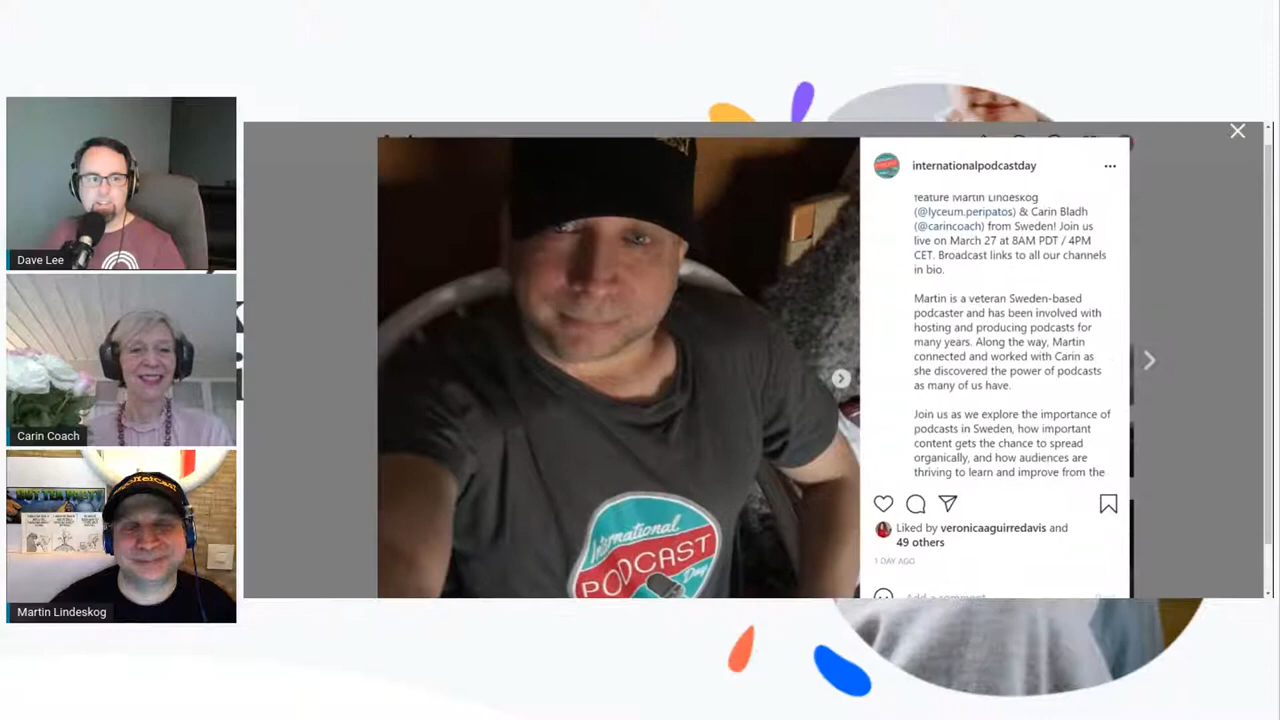 Dave Lee
Carin Coach
Martin Lindeskog
internationalpodcastday
feature Martin Lindeskog
(@lyceum.peripatos) & Carin Bladh
(@carincoach) from Sweden! Join us
live on March 27 at 8AM PDT / 4PM
CET. Broadcast links to all our channels
in bio.
Martin is a veteran Sweden-based
podcaster and has been involved with
hosting and producing podcasts for
many years. Along the way, Martin
connected and worked with Carin as
she discovered the power of podcasts
as many of us have.
Join us as we explore the importance of
podcasts in Sweden, how important
content gets the chance to spread
organically, and how audiences are
thriving to learn and improve from the
Liked by veronicaaguirredavis and
49 others
1 DAY AGO
Add a comment...
International
PODCAST
Day